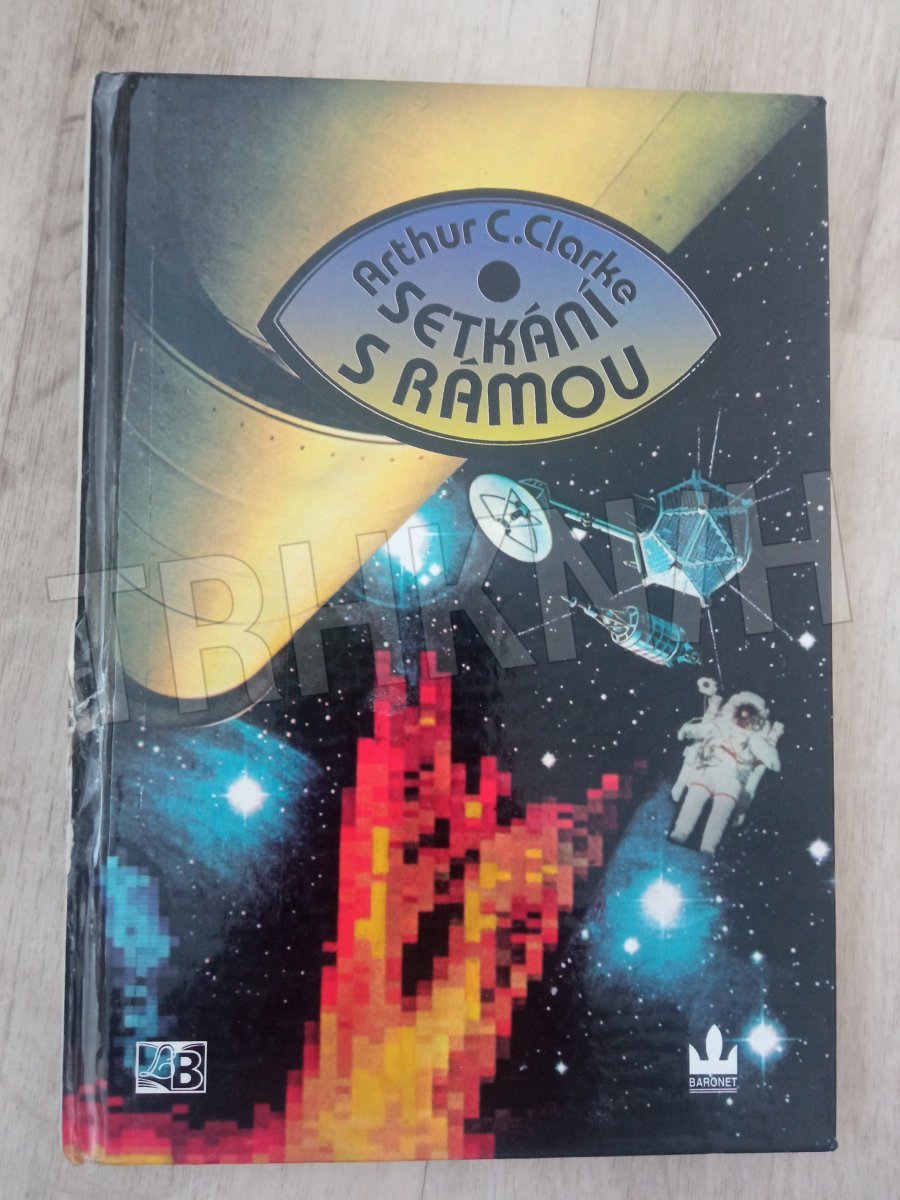 Arthur C. Clarke
SETKÁNÍ
S RÁMOU
TRHKNIH
LB
BARONET